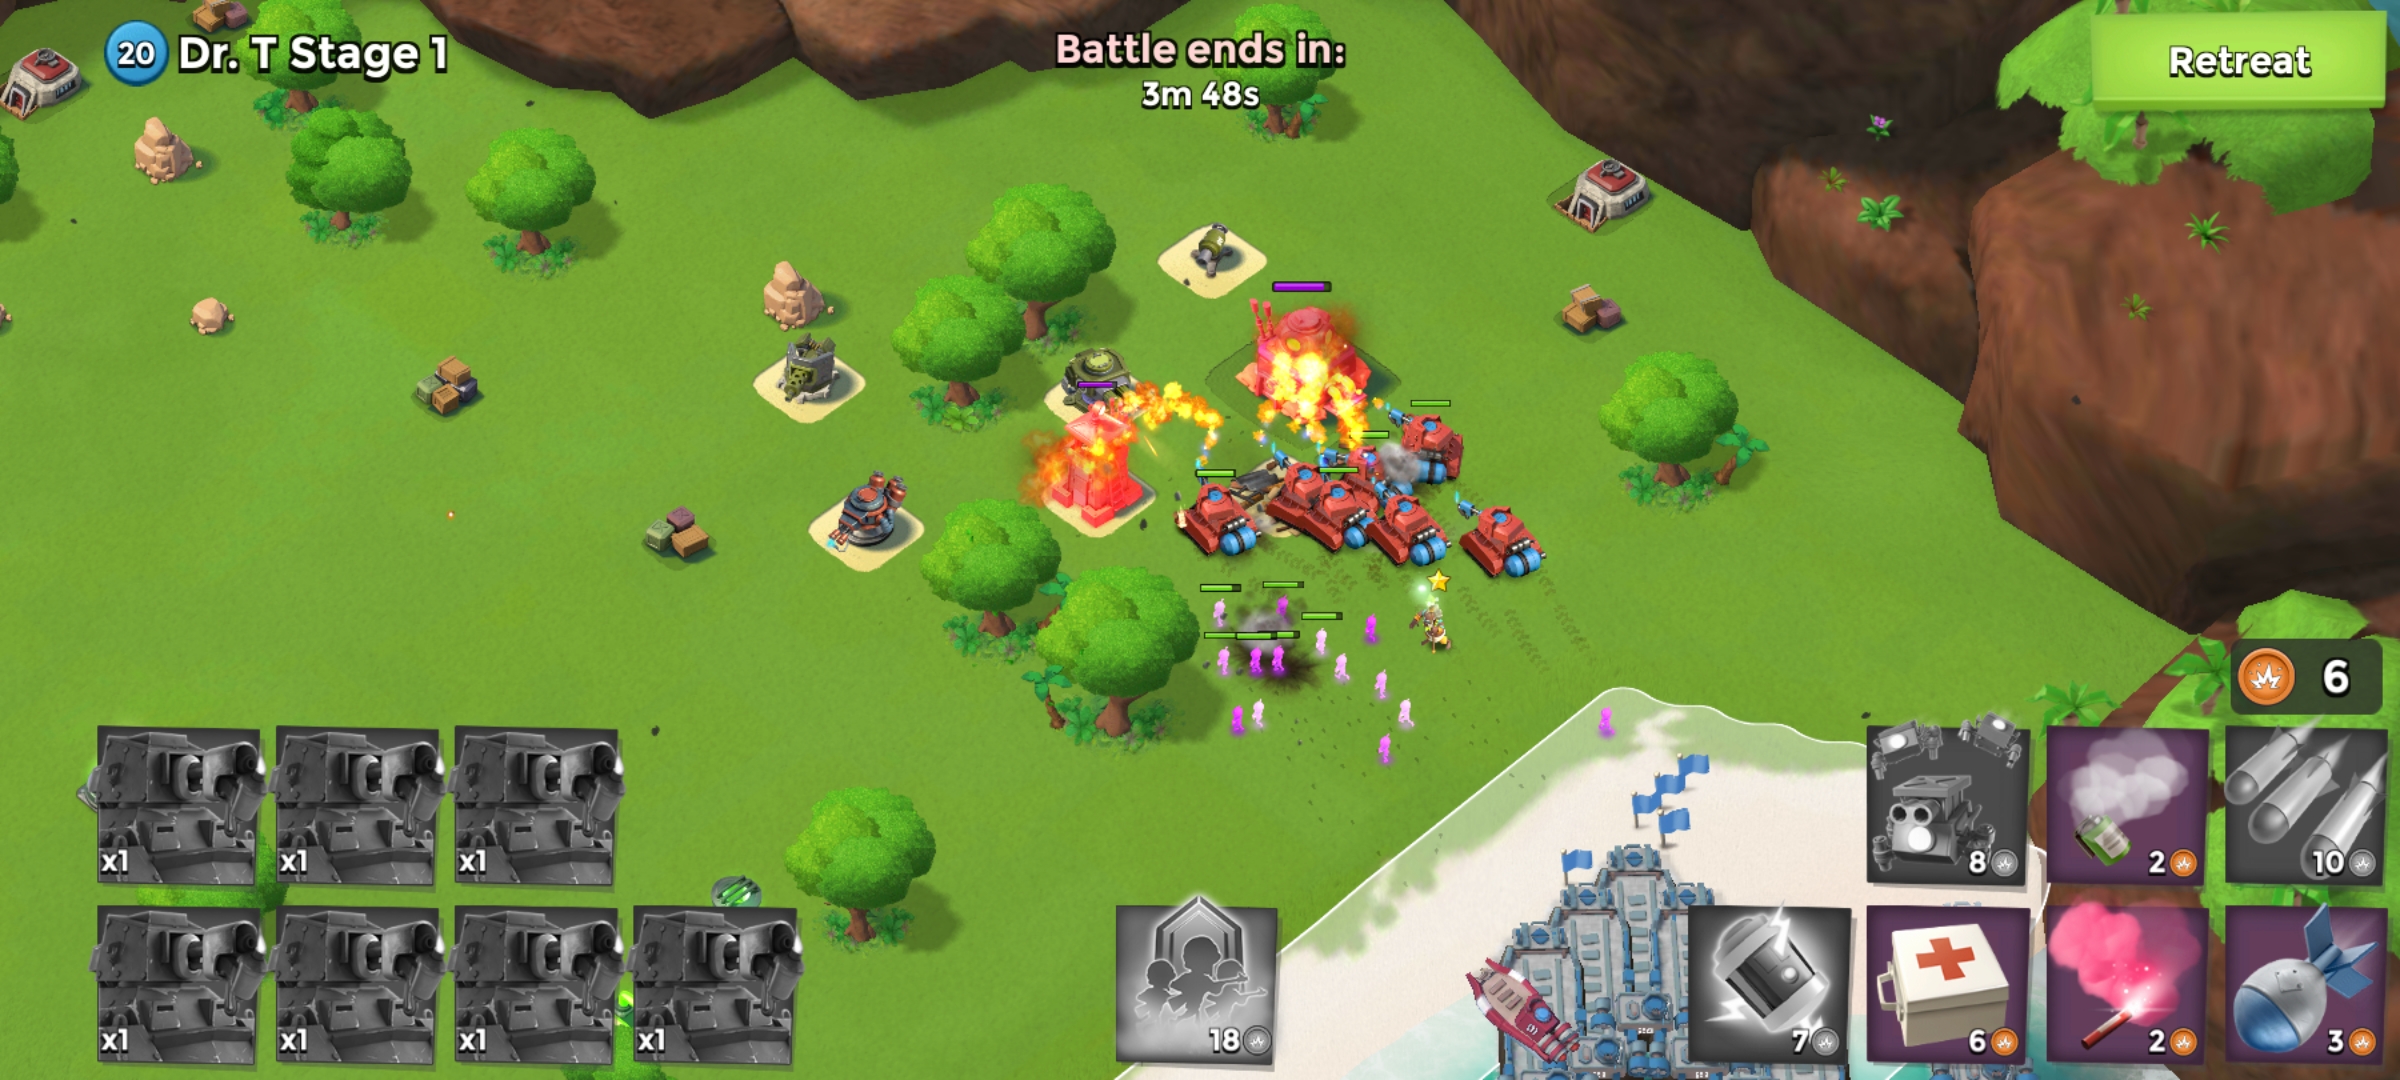 20 Dr. T Stage 1
Battle ends in:
3m 48s
Retreat
6
x1 x1 x1
8 2 10
x1 x1 x1 x1
18 7 6 2 3